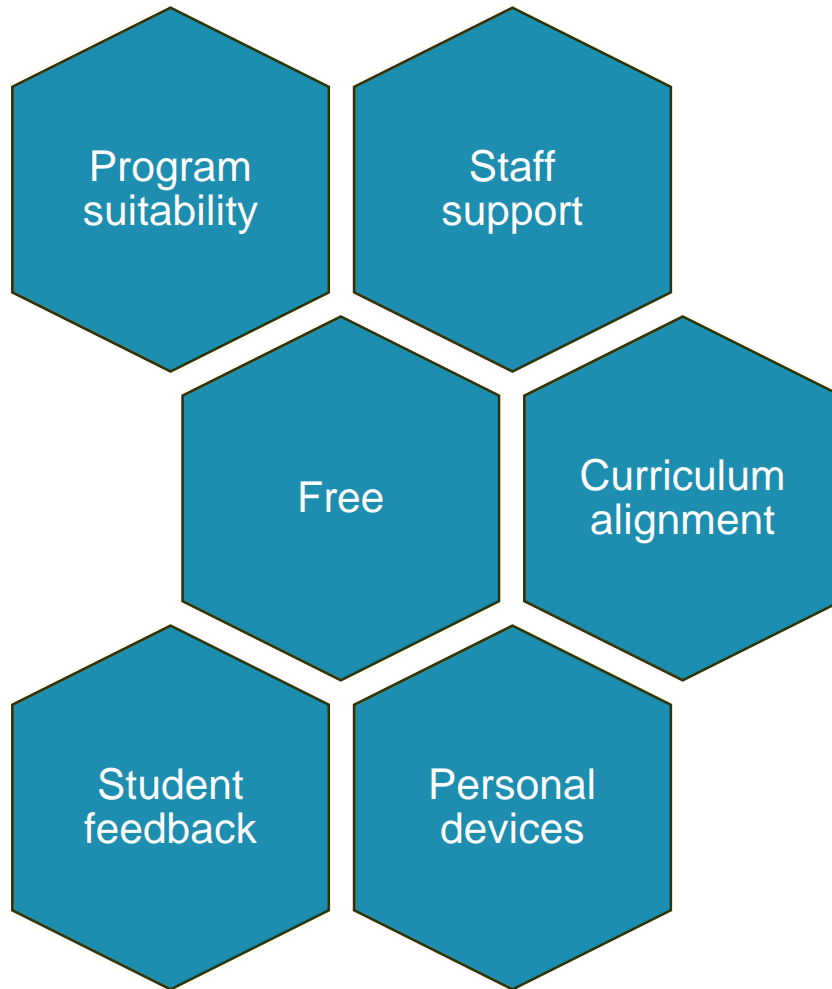 Program
suitability
Staff
support
Free
Curriculum
alignment
Student
feedback
Personal
devices